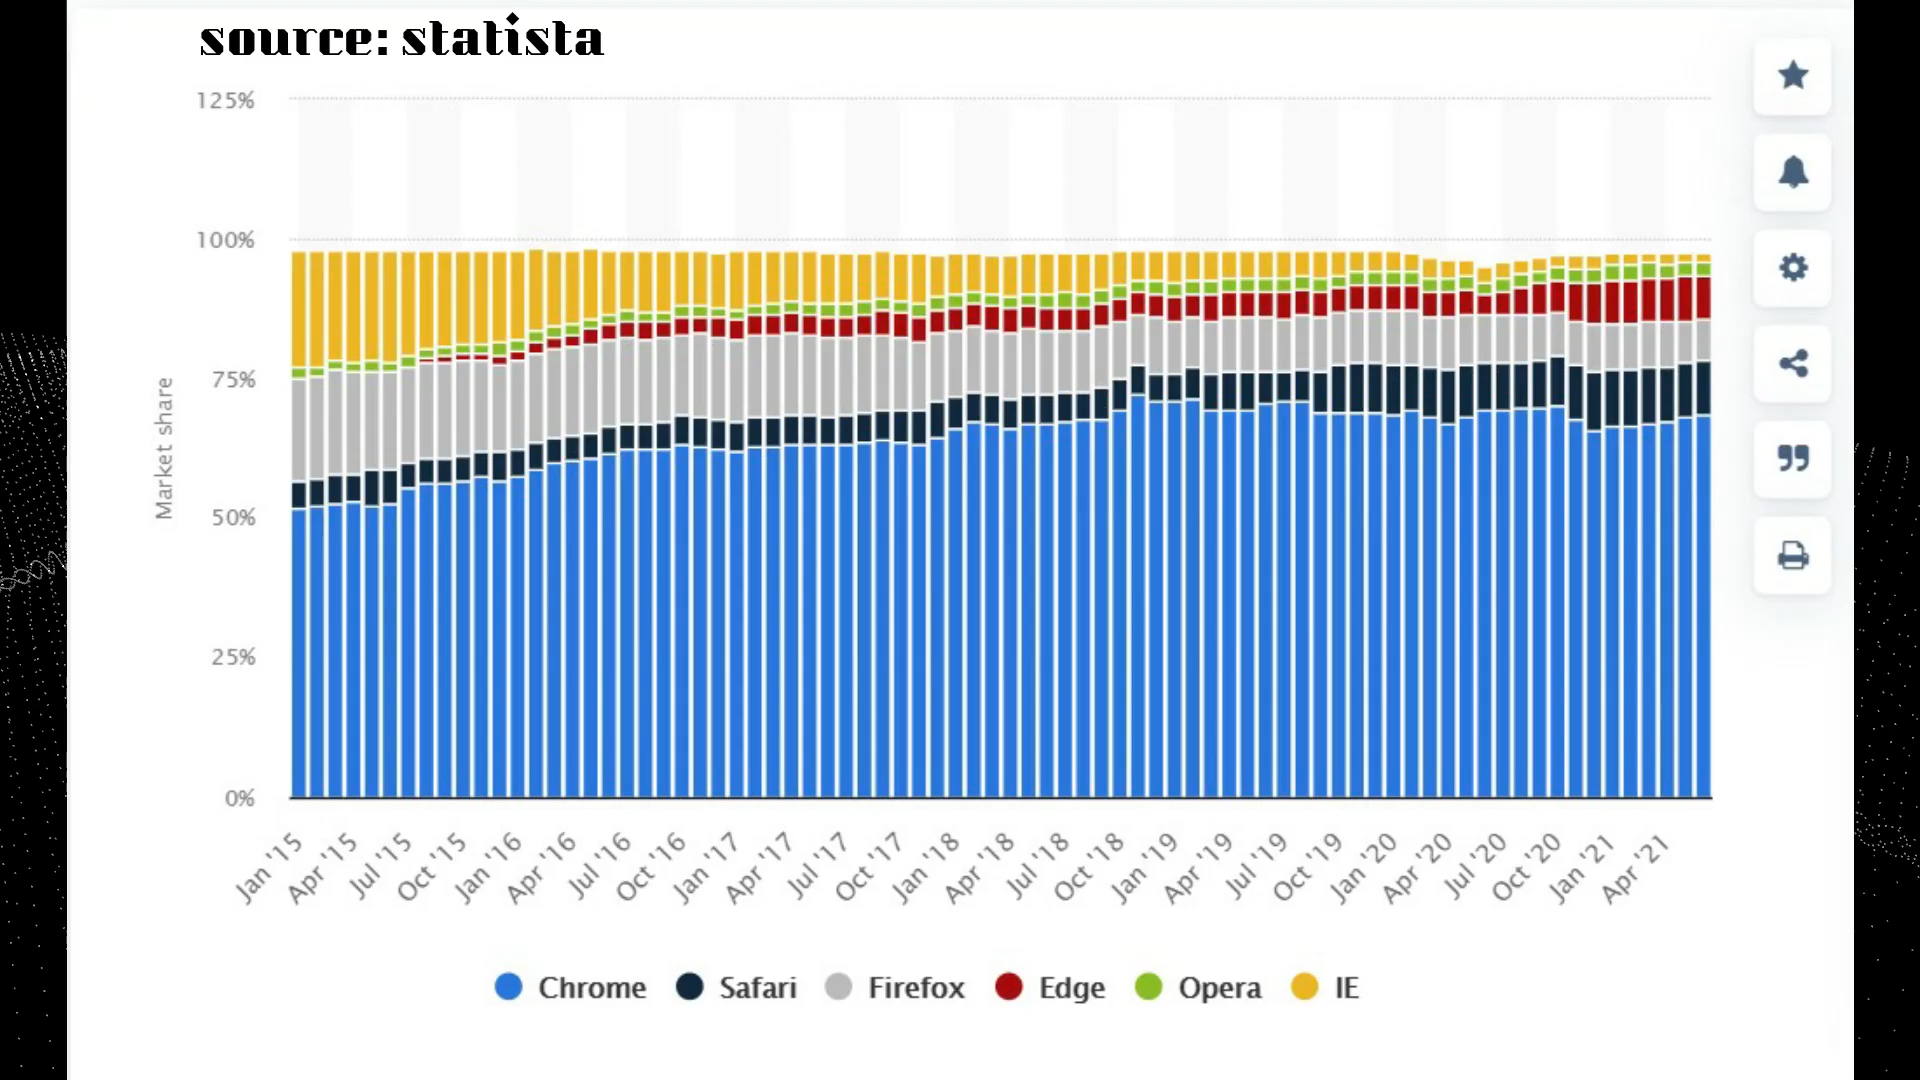 source: statista
125%
100%
75%
50%
25%
0%
Market share
Jan '15 Apr '15 Jul '15 Oct '15 Jan '16 Apr '16 Jul '16 Oct '16 Jan '17 Apr '17 Jul '17 Oct '17 Jan '18 Apr '18 Jul '18 Oct '18 Jan '19 Apr '19 Jul '19 Oct '19 Jan '20 Apr '20 Jul '20 Oct '20 Jan '21 Apr '21
Chrome Safari Firefox Edge Opera IE